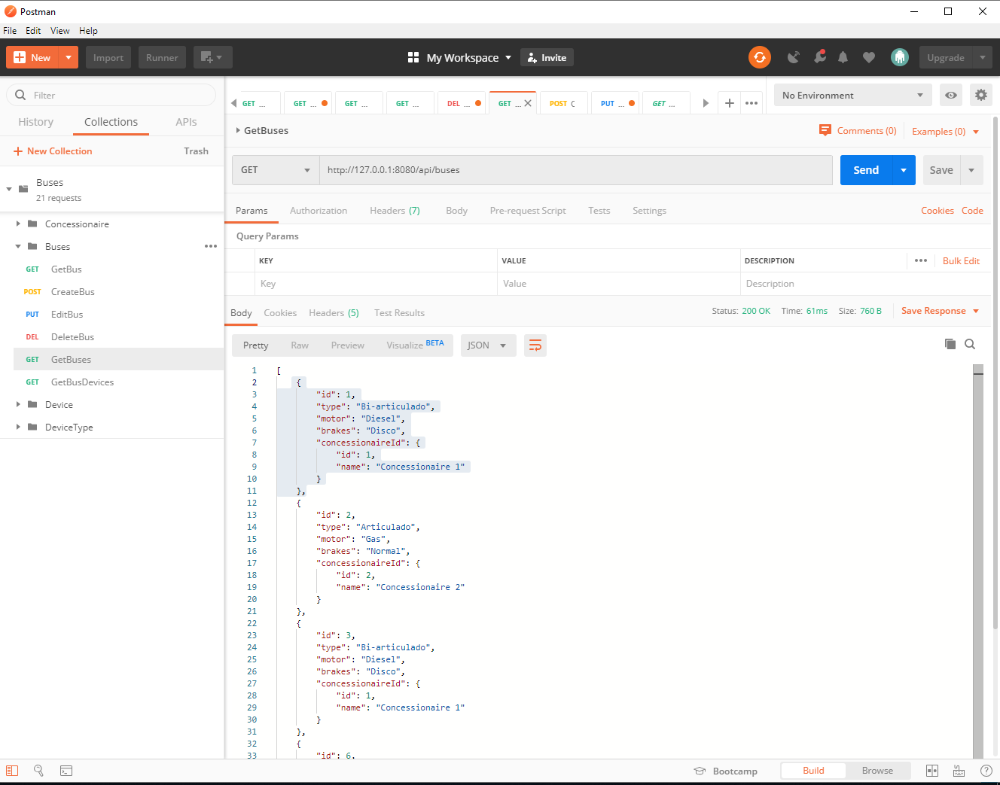 Postman
File Edit View Help
New Import Runner My Workspace Invite Upgrade
Filter
History Collections APIs
New Collection Trash
Buses
21 requests
Concessionaire
Buses
GET GetBus
POST CreateBus
PUT EditBus
DEL DeleteBus
GET GetBuses
GET GetBusDevices
Device
DeviceType
GET ... GET ... GET ... GET ... DEL ... GET ... POST C PUT ... GET ...
No Environment
GetBuses
Comments (0) Examples (0)
GET http://127.0.0.1:8080/api/buses Send Save
Params Authorization Headers (7) Body Pre-request Script Tests Settings Cookies Code
Query Params
KEY VALUE DESCRIPTION ••• Bulk Edit
Key Value Description
Body Cookies Headers (5) Test Results Status: 200 OK Time: 61ms Size: 760 B Save Response
Pretty Raw Preview Visualize BETA JSON
1 [
2 {
3 "id": 1,
4 "type": "Bi-articulado",
5 "motor": "Diesel",
6 "brakes": "Disco",
7 "concessionaireId": {
8 "id": 1,
9 "name": "Concessionaire 1"
10 }
11 },
12 {
13 "id": 2,
14 "type": "Articulado",
15 "motor": "Gas",
16 "brakes": "Normal",
17 "concessionaireId": {
18 "id": 2,
19 "name": "Concessionaire 2"
20 }
21 },
22 {
23 "id": 3,
24 "type": "Bi-articulado",
25 "motor": "Diesel",
26 "brakes": "Disco",
27 "concessionaireId": {
28 "id": 1,
29 "name": "Concessionaire 1"
30 }
31 },
32 {
33 "id": 6,
Bootcamp Build Browse